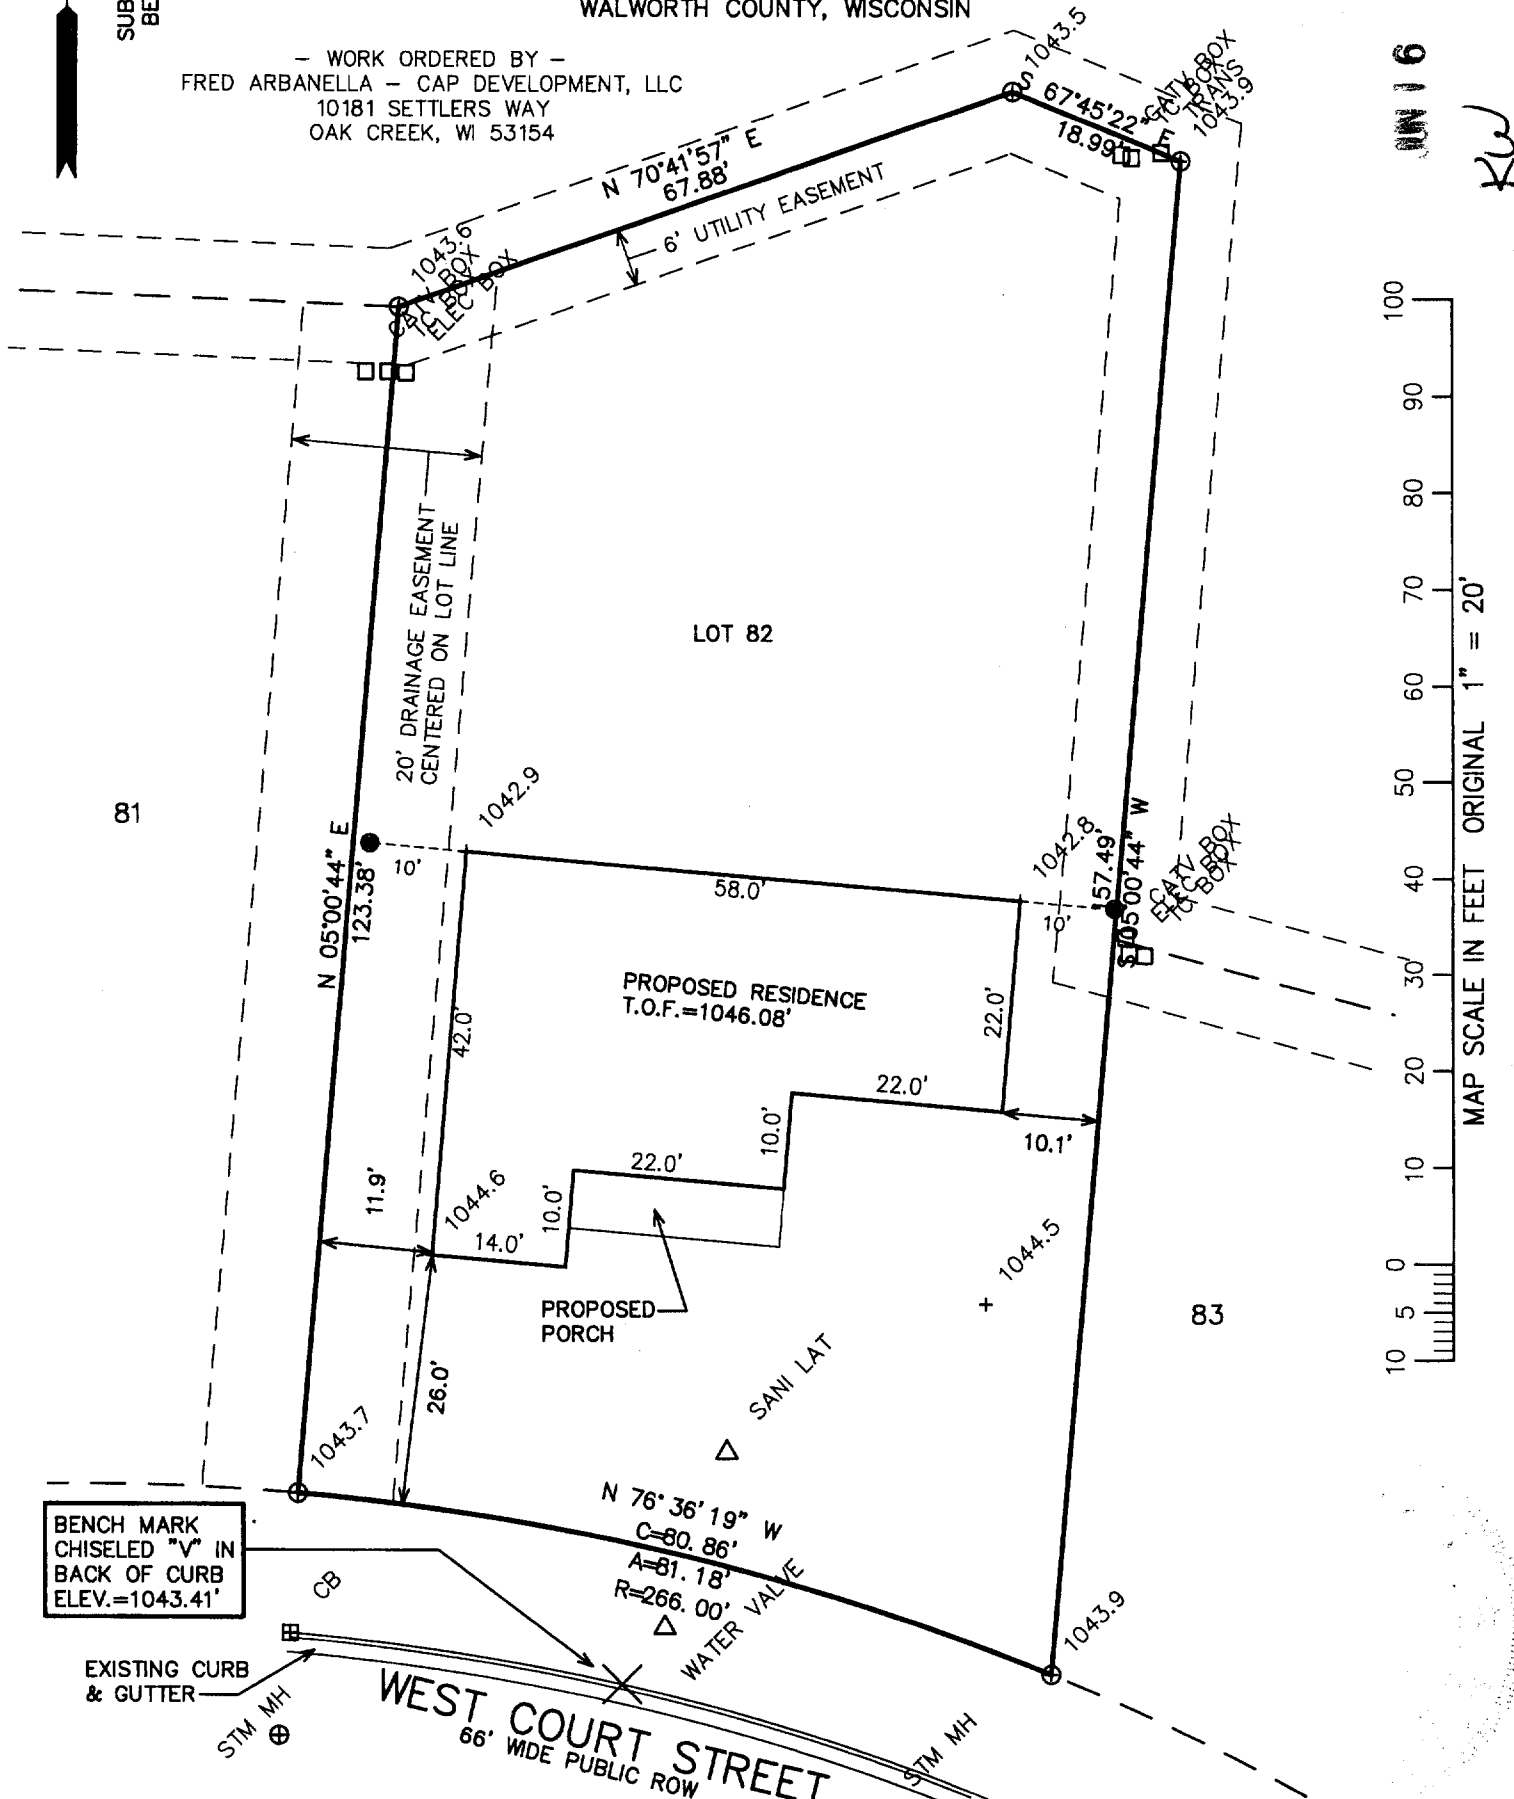 WALWORTH COUNTY, WISCONSIN
SUB
BE
- WORK ORDERED BY -
FRED ARBANELLA - CAP DEVELOPMENT, LLC
10181 SETTLERS WAY
OAK CREEK, WI 53154
1043.5
S 67°45'22" E
18.99'
CATV BOX
TC BOX
TRANS
1043.9
6
KW
N 70°41'57" E
67.88'
6' UTILITY EASEMENT
1043.6
CATV BOX
TC BOX
ELEC BOX
20' DRAINAGE EASEMENT
CENTERED ON LOT LINE
LOT 82
81
N 05°00'44" E
123.38'
10'
1042.9
58.0'
1042.8
10'
157.49'
S 05°00'44" W
CATV BOX
ELEC BOX
TC BOX
PROPOSED RESIDENCE
T.O.F.=1046.08'
42.0'
22.0'
22.0'
10.0'
10.1'
22.0'
10.0'
11.9'
1044.6
14.0'
PROPOSED
PORCH
1044.5
83
26.0'
SANI LAT
1043.7
N 76°36'19" W
C=80.86'
A=81.18'
R=266.00'
WATER VALVE
1043.9
BENCH MARK
CHISELED "V" IN
BACK OF CURB
ELEV.=1043.41'
CB
EXISTING CURB
& GUTTER
STM MH
WEST COURT STREET
66' WIDE PUBLIC ROW
STM MH
100
90
80
70
60
50
40
30
20
10
0
5
10
MAP SCALE IN FEET ORIGINAL 1" = 20'